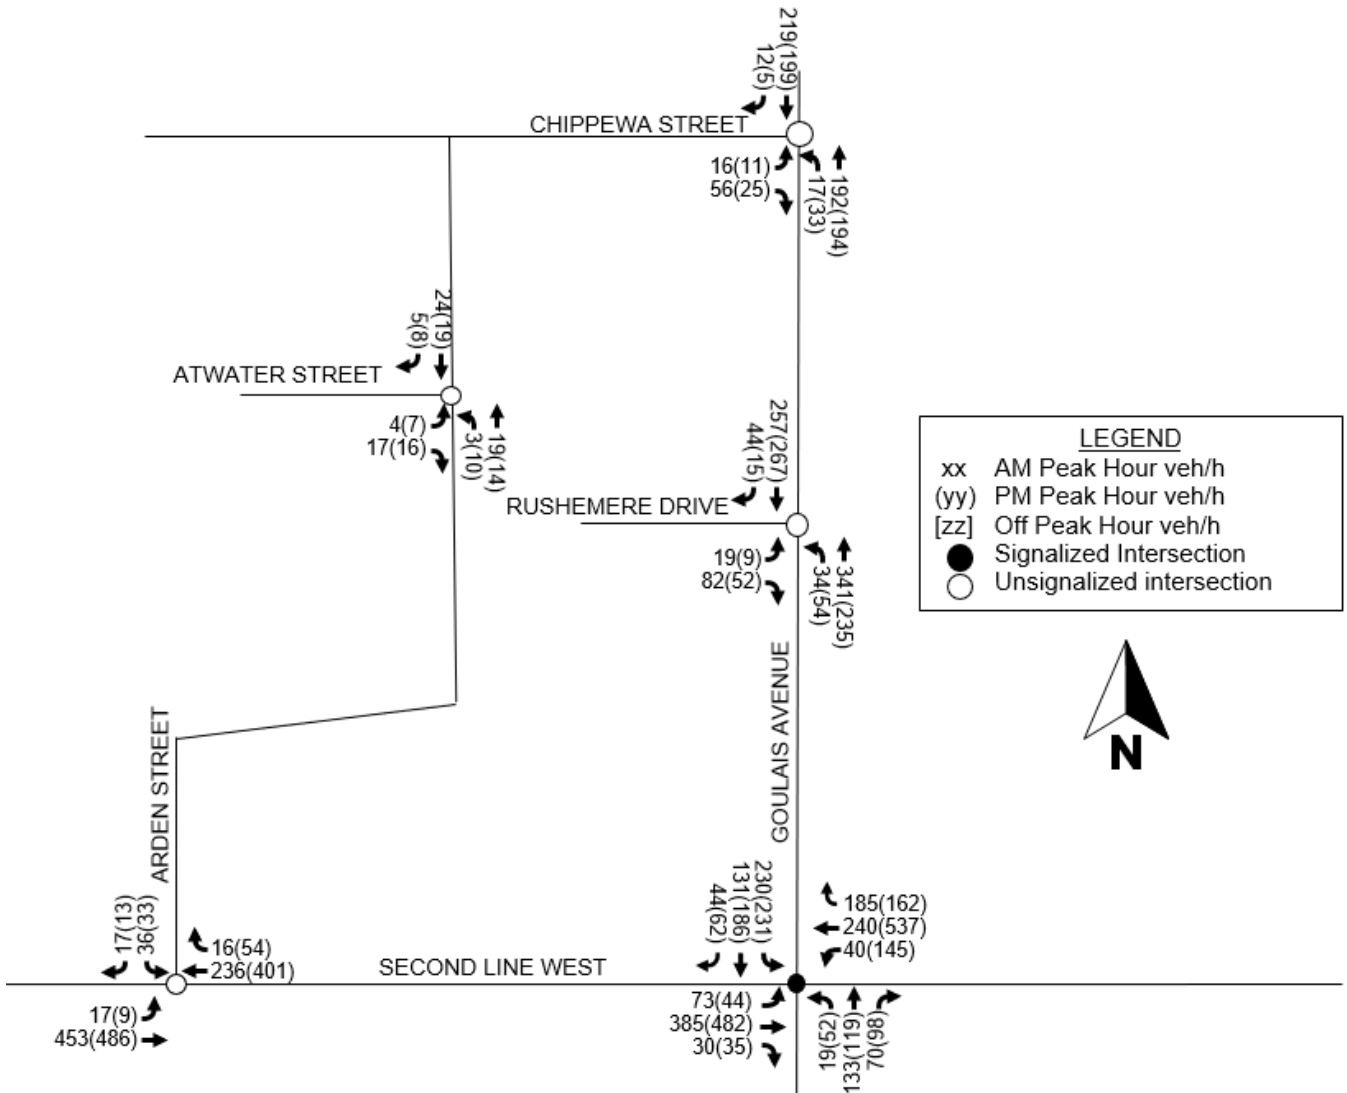 219(199)
12(5)
CHIPPEWA STREET
16(11)
56(25)
17(33)
192(194)
24(19)
5(8)
ATWATER STREET
4(7)
17(16)
3(10)
19(14)
257(267)
44(15)
RUSHEMERE DRIVE
19(9)
82(52)
34(54)
341(235)
LEGEND
xx AM Peak Hour veh/h
(yy) PM Peak Hour veh/h
[zz] Off Peak Hour veh/h
Signalized Intersection
Unsignalized intersection
N
GOULAIS AVENUE
ARDEN STREET
17(13)
36(33)
16(54)
236(401)
17(9)
453(486)
SECOND LINE WEST
230(231)
131(186)
44(62)
185(162)
240(537)
40(145)
73(44)
385(482)
30(35)
19(52)
133(119)
70(98)